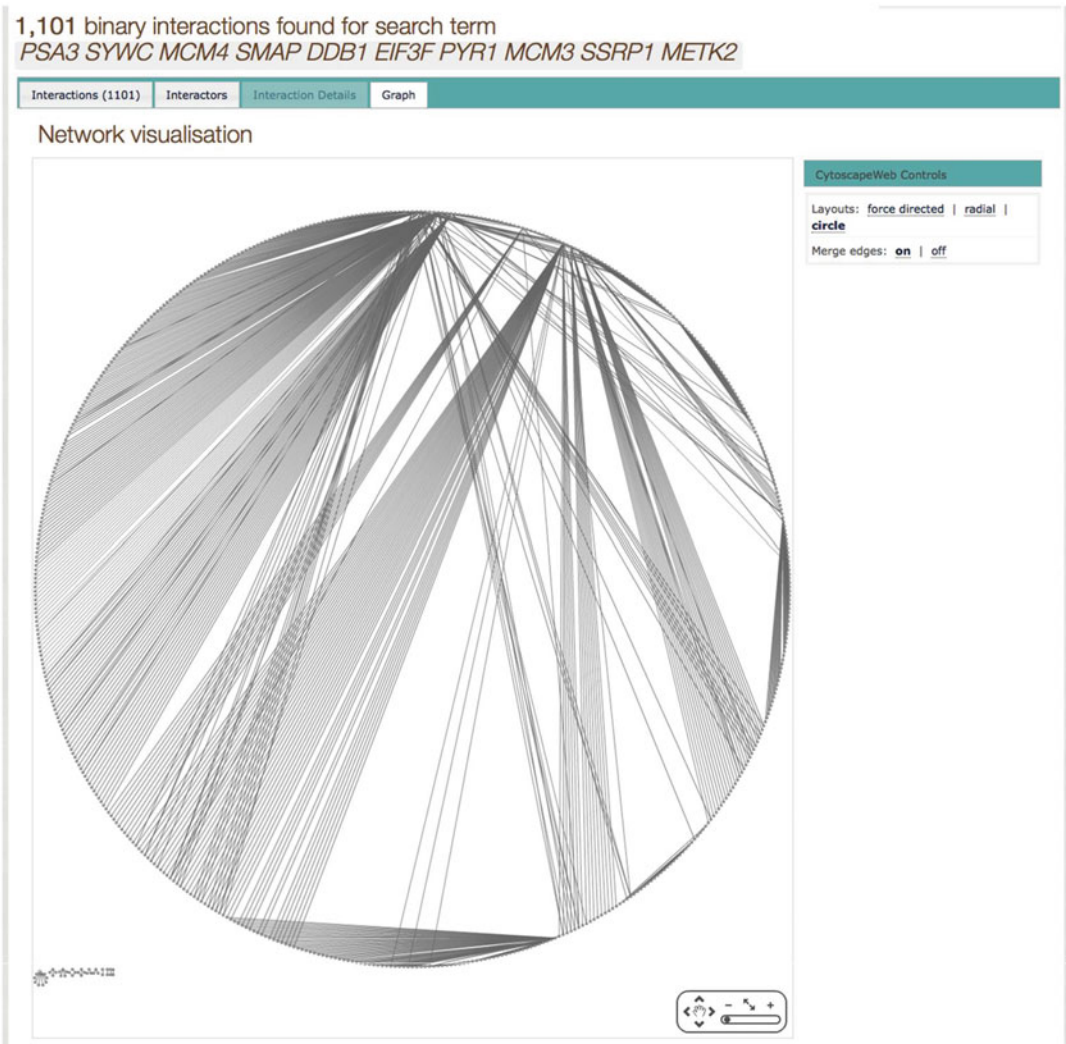 1,101 binary interactions found for search term
PSA3 SYWC MCM4 SMAP DDB1 EIF3F PYR1 MCM3 SSRP1 METK2
Interactions (1101) Interactors Interaction Details Graph
Network visualisation
CytoscapeWeb Controls
Layouts: force directed | radial |
circle
Merge edges: on | off